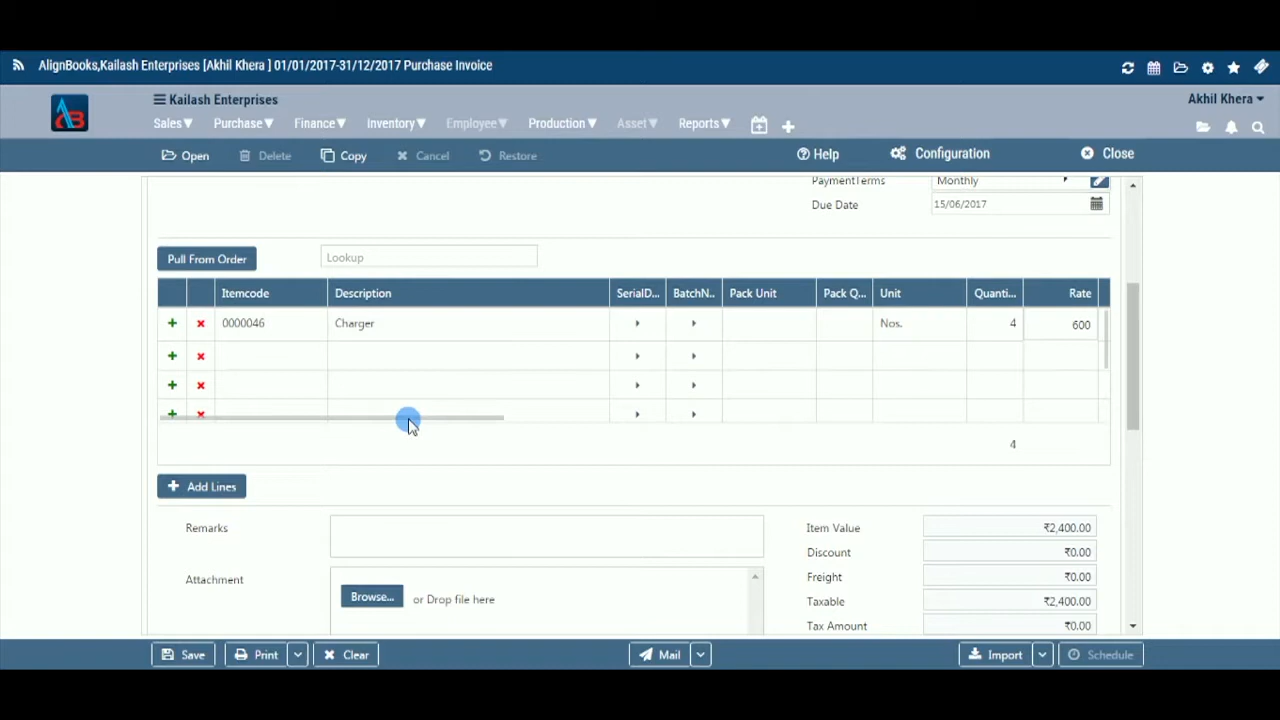 AlignBooks,Kailash Enterprises [Akhil Khera ] 01/01/2017-31/12/2017 Purchase Invoice
Kailash Enterprises
Akhil Khera
Sales Purchase Finance Inventory Employee Production Asset Reports
Open Delete Copy Cancel Restore Help Configuration Close
PaymentTerms Monthly
Due Date 15/06/2017
Pull From Order Lookup
Itemcode Description SerialD... BatchN.. Pack Unit Pack Q... Unit Quanti... Rate
0000046 Charger Nos. 4 600
4
Add Lines
Remarks
Item Value ₹2,400.00
Discount ₹0.00
Freight ₹0.00
Attachment
Browse... or Drop file here
Taxable ₹2,400.00
Tax Amount ₹0.00
Save Print Clear Mail Import Schedule